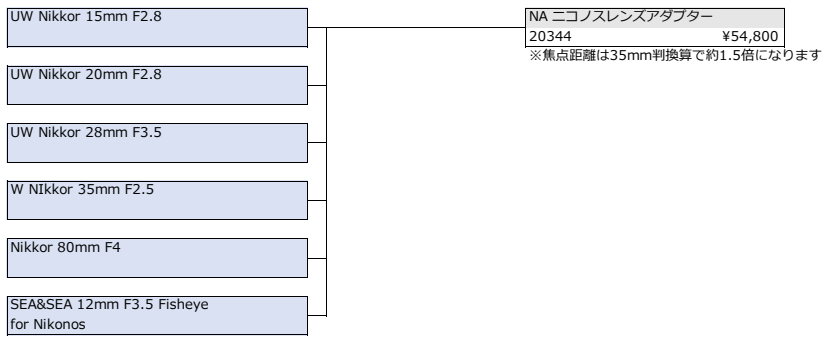 UW Nikkor 15mm F2.8
NA ニコノスレンズアダプター
20344 ¥54,800
※焦点距離は35mm判換算で約1.5倍になります
UW Nikkor 20mm F2.8
UW Nikkor 28mm F3.5
W NIkkor 35mm F2.5
Nikkor 80mm F4
SEA&SEA 12mm F3.5 Fisheye
for Nikonos